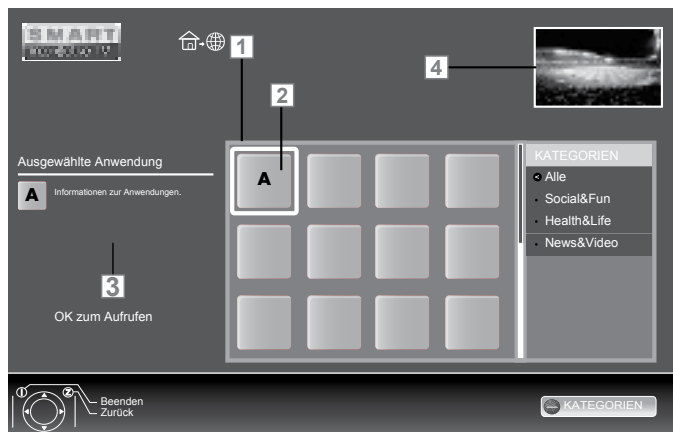 SMART
1
2
3
4
Ausgewählte Anwendung
A
Informationen zur Anwendungen.
OK zum Aufrufen
A
KATEGORIEN
Alle
Social&Fun
Health&Life
News&Video
Beenden
Zurück
KATEGORIEN